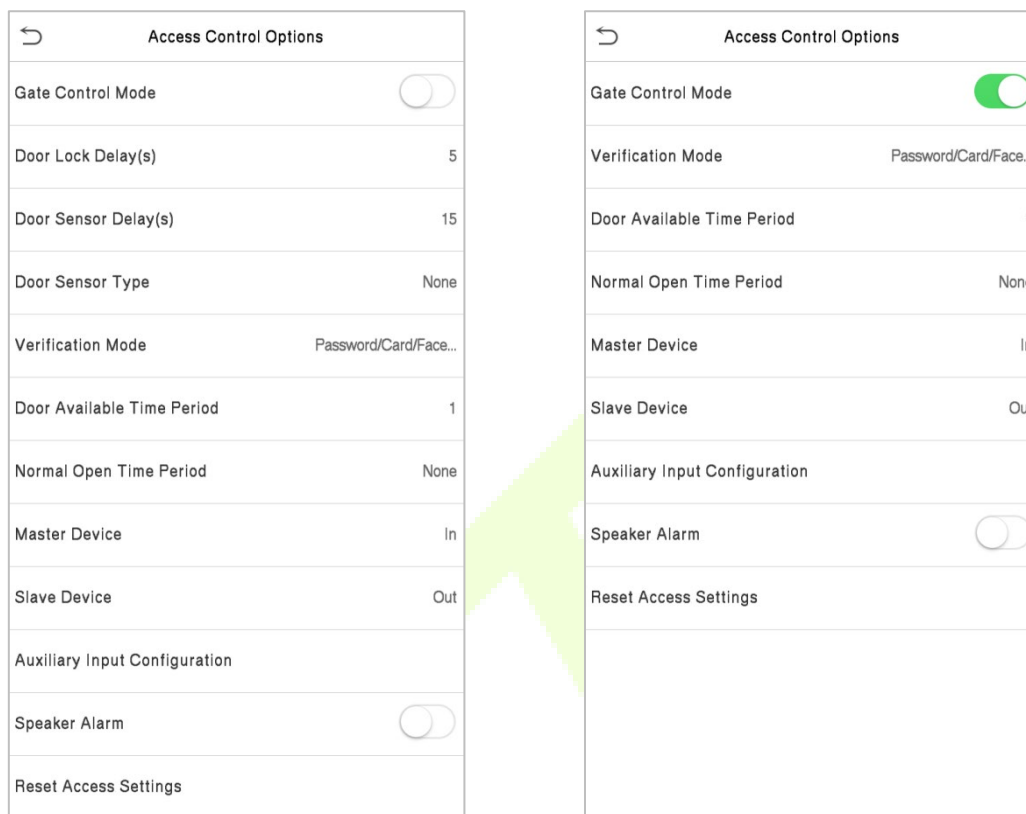 Access Control Options
Gate Control Mode
Door Lock Delay(s) 5
Door Sensor Delay(s) 15
Door Sensor Type None
Verification Mode Password/Card/Face...
Door Available Time Period 1
Normal Open Time Period None
Master Device In
Slave Device Out
Auxiliary Input Configuration
Speaker Alarm
Reset Access Settings
Access Control Options
Gate Control Mode
Verification Mode Password/Card/Face..
Door Available Time Period
Normal Open Time Period
Master Device
Slave Device
Auxiliary Input Configuration
Speaker Alarm
Reset Access Settings